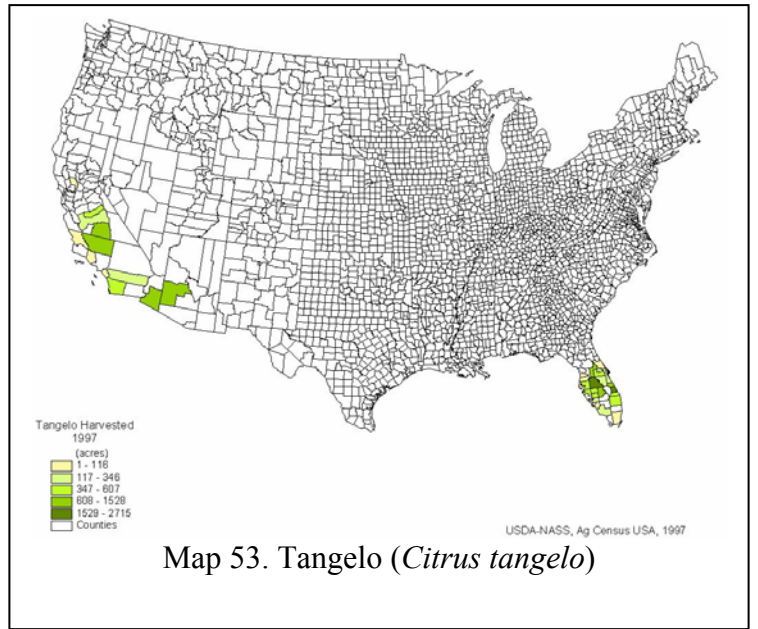 Tangelo Harvested
1997
(acres)
1 - 116
117 - 346
347 - 607
608 - 1528
1529 - 2715
Counties
USDA-NASS, Ag Census USA, 1997
Map 53. Tangelo (Citrus tangelo)